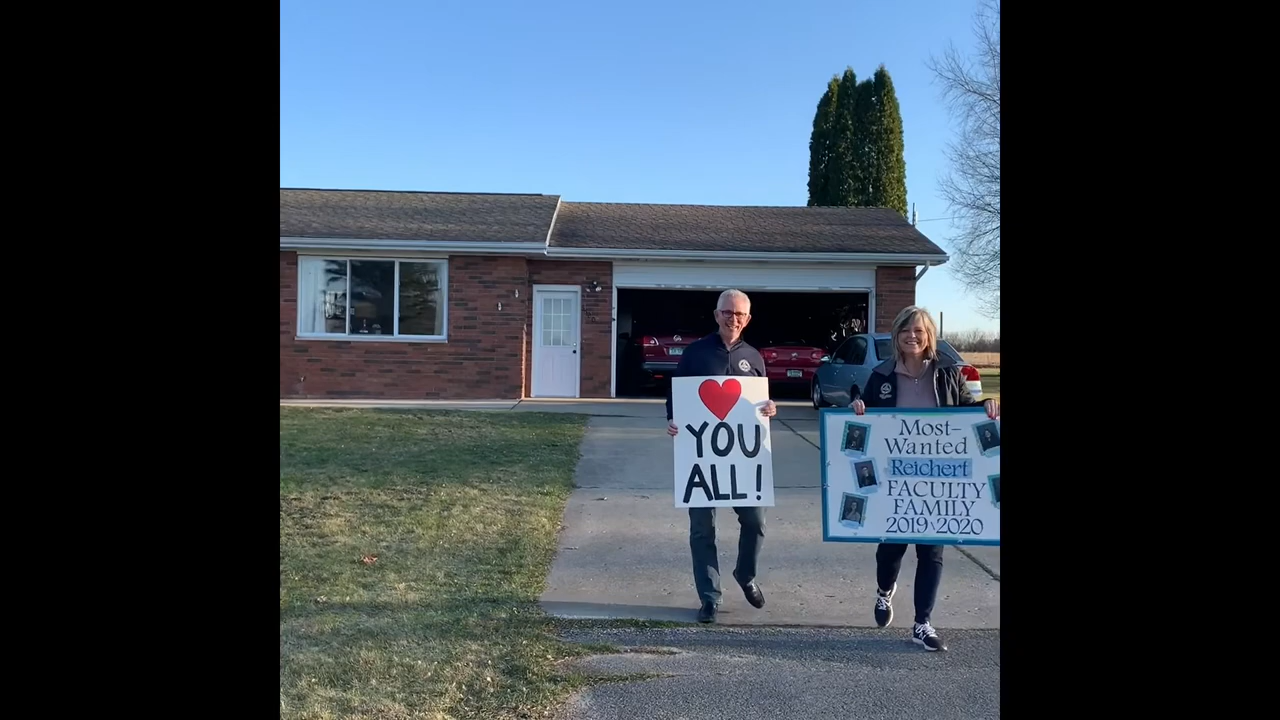 YOU
ALL!
Most-
Wanted
Reichert
FACULTY
FAMILY
2019\2020